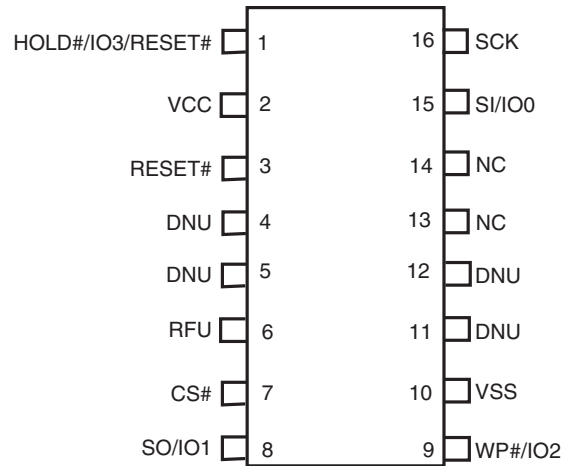 HOLD#/IO3/RESET# 1 16 SCK
VCC 2 15 SI/IO0
RESET# 3 14 NC
DNU 4 13 NC
DNU 5 12 DNU
RFU 6 11 DNU
CS# 7 10 VSS
SO/IO1 8 9 WP#/IO2